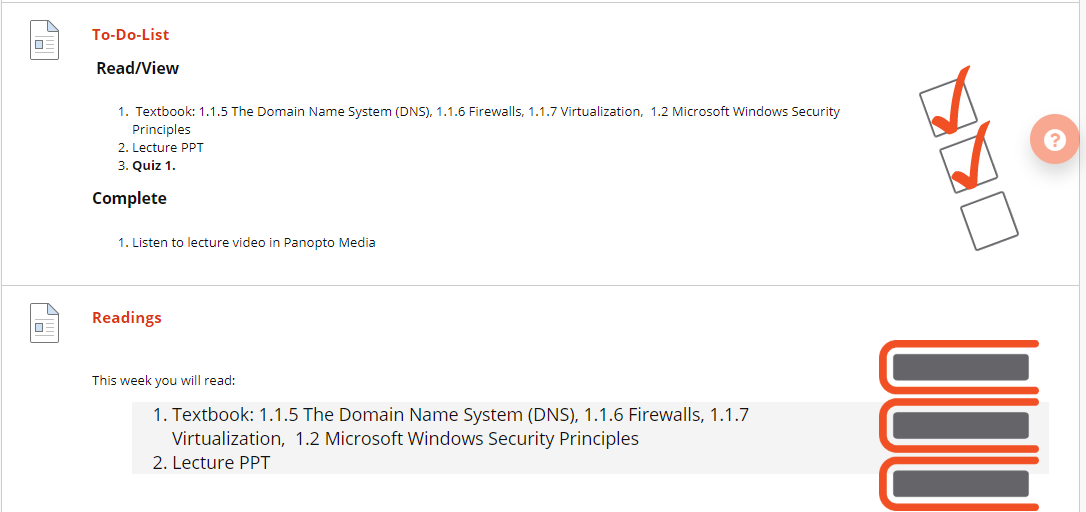 To-Do-List
Read/View
1. Textbook: 1.1.5 The Domain Name System (DNS), 1.1.6 Firewalls, 1.1.7 Virtualization, 1.2 Microsoft Windows Security
Principles
2. Lecture PPT
3. Quiz 1.
Complete
1. Listen to lecture video in Panopto Media
?
Readings
This week you will read:
1. Textbook: 1.1.5 The Domain Name System (DNS), 1.1.6 Firewalls, 1.1.7
Virtualization, 1.2 Microsoft Windows Security Principles
2. Lecture PPT